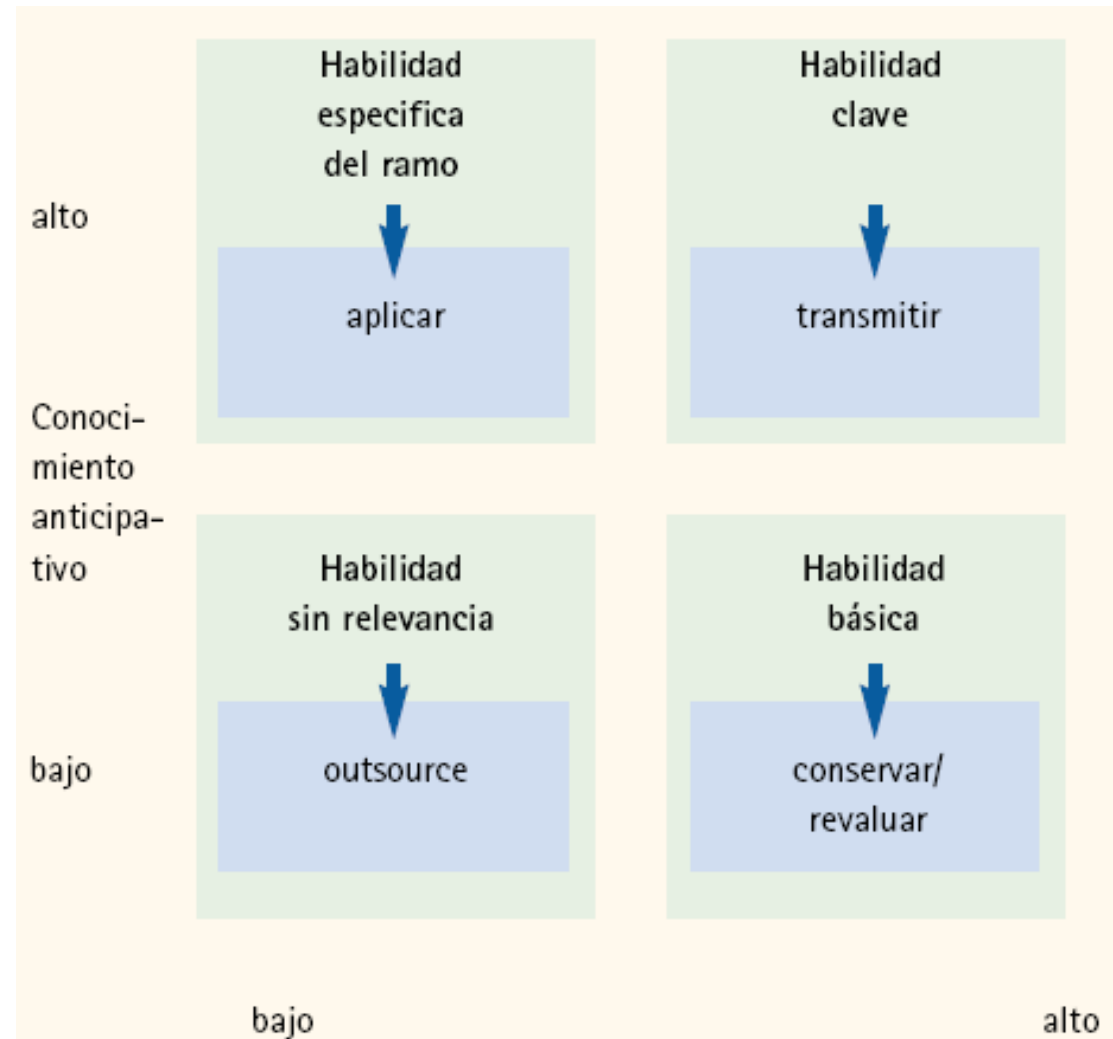 Habilidad
especifica
del ramo
Habilidad
clave
alto
aplicar
transmitir
Conoci-
miento
anticipa-
tivo
Habilidad
sin relevancia
Habilidad
básica
bajo
outsource
conservar/
revaluar
bajo
alto